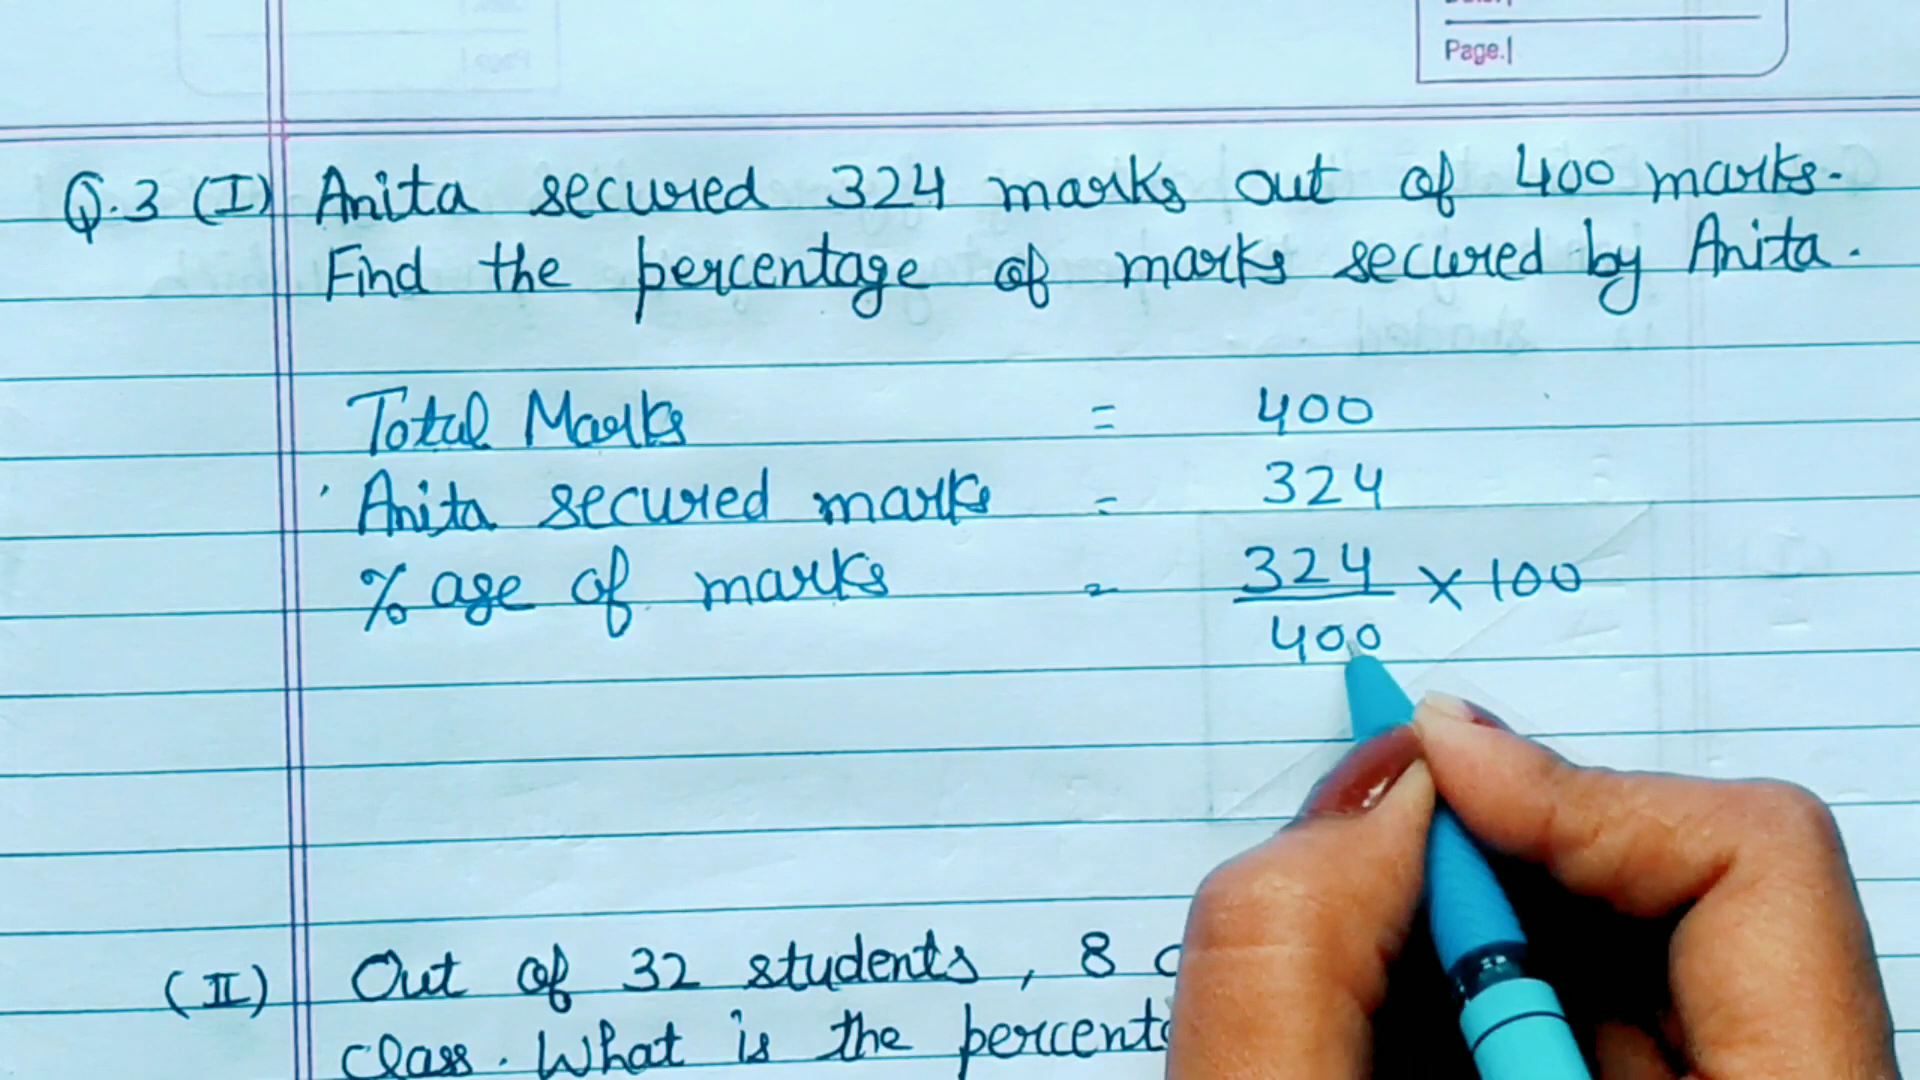 Page.
Q.3 (I) Anita secured 324 marks out of 400 marks.
Find the percentage of marks secured by Anita.
Total Marks = 400
Anita secured marks = 324
% age of marks = 324/400 × 100
(II) Out of 32 students, 8
class. What is the